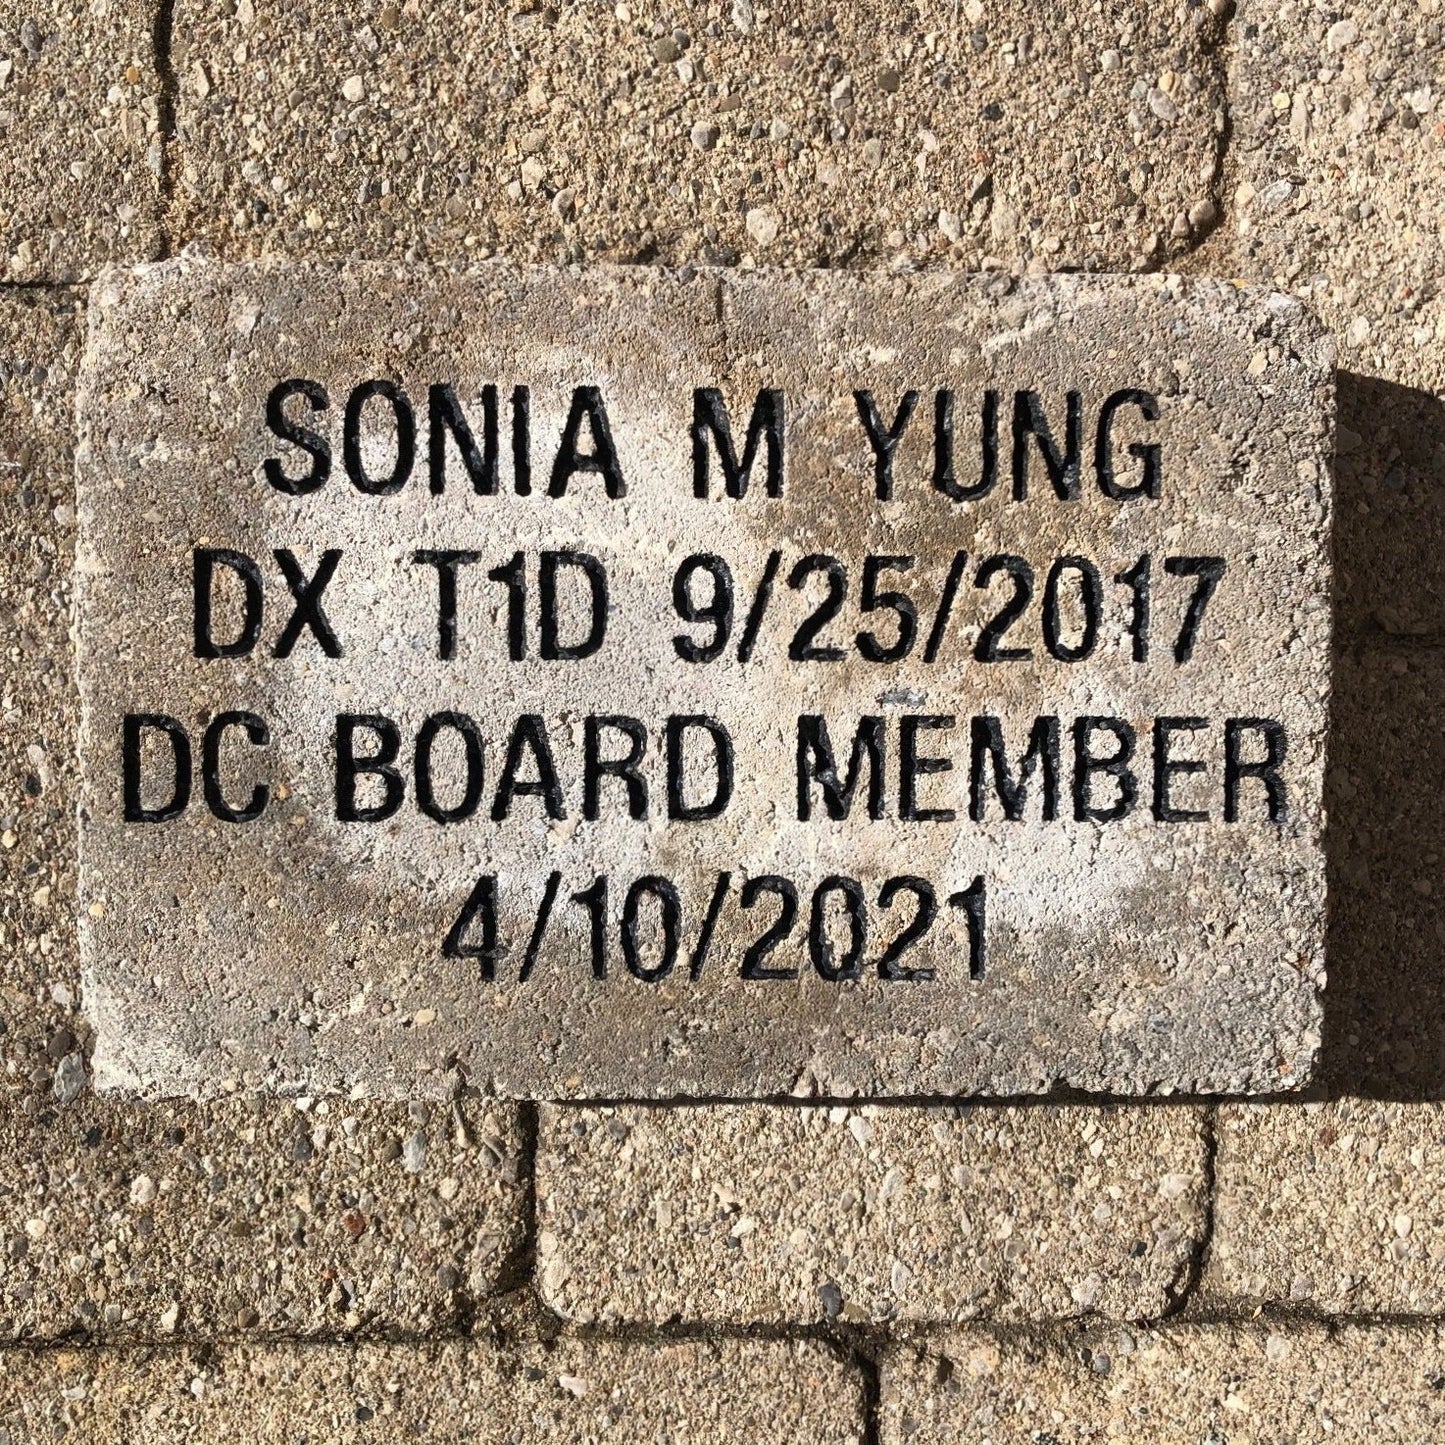 SONIA M YUNG
DX T1D 9/25/2017
DC BOARD MEMBER
4/10/2021